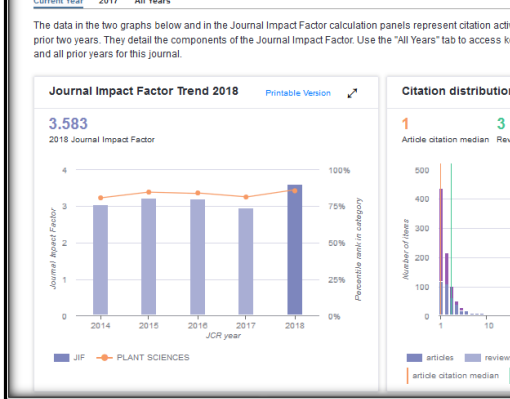 Current Year 2017 All Years
The data in the two graphs below and in the Journal Impact Factor calculation panels represent citation
prior two years. They detail the components of the Journal Impact Factor. Use the "All Years" tab to access
and all prior years for this journal.
Journal Impact Factor Trend 2018 Printable Version
3.583
2018 Journal Impact Factor
4
3
2
1
0
Journal Impact Factor
100%
75%
50%
25%
0%
Percentile rank in category
2014 2015 2016 2017 2018
JCR year
JIF PLANT SCIENCES
Citation distribution
1 3
Article citation median
500
400
300
200
100
0
Number of items
1 10
articles review
article citation median